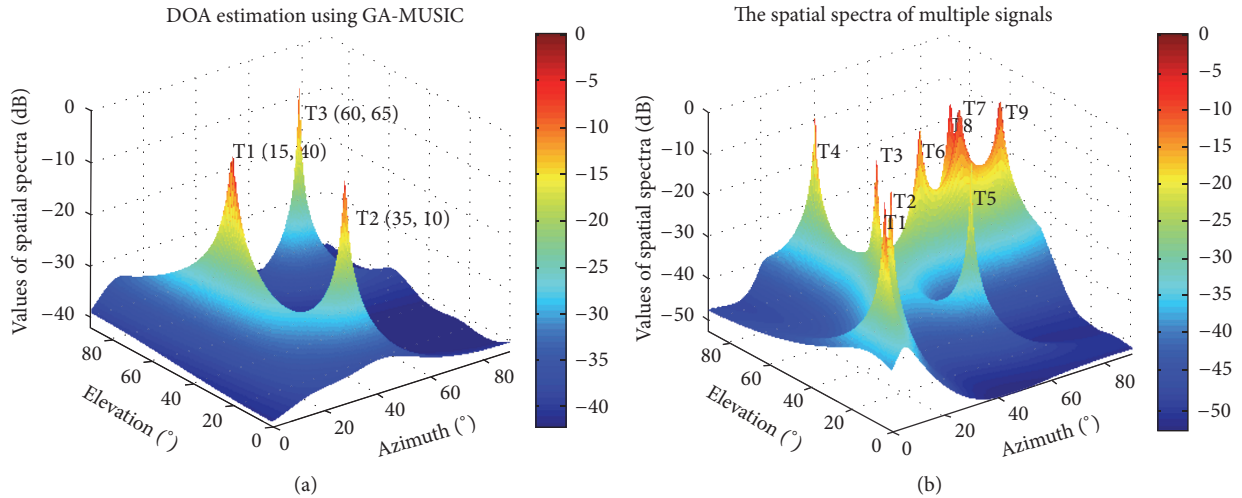 DOA estimation using GA-MUSIC
Values of spatial spectra (dB)
0
−10
−20
−30
−40
T3 (60, 65)
T1 (15, 40)
T2 (35, 10)
80
60
40
20
0
Elevation (°)
0
20
40
60
80
Azimuth (°)
0
−5
−10
−15
−20
−25
−30
−35
−40
(a)
The spatial spectra of multiple signals
Values of spatial spectra (dB)
0
−10
−20
−30
−40
−50
T4
T3
T2
T1
T6
T8
T7
T9
T5
80
60
40
20
0
Elevation (°)
0
20
40
60
80
Azimuth (°)
0
−5
−10
−15
−20
−25
−30
−35
−40
−45
−50
(b)